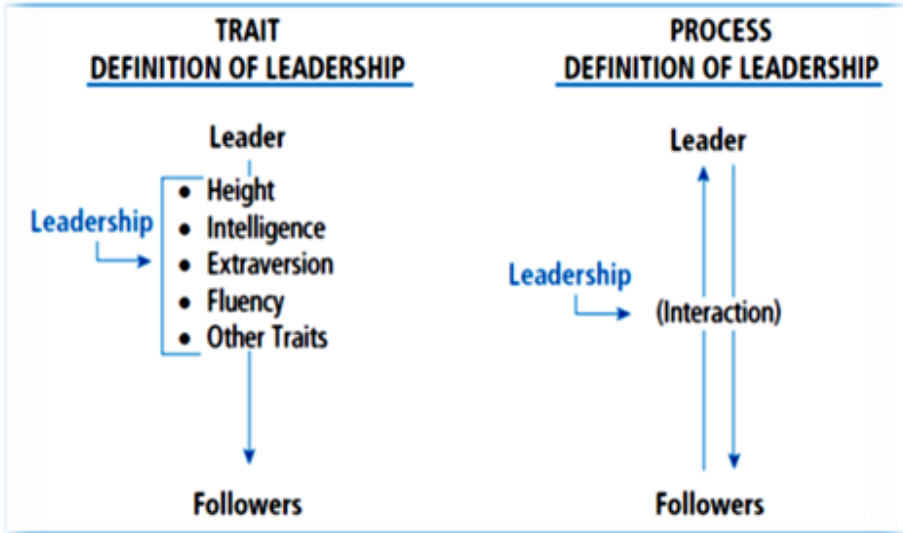 TRAIT
DEFINITION OF LEADERSHIP
Leader
Leadership
• Height
• Intelligence
• Extraversion
• Fluency
• Other Traits
Followers
PROCESS
DEFINITION OF LEADERSHIP
Leader
Leadership
(Interaction)
Followers